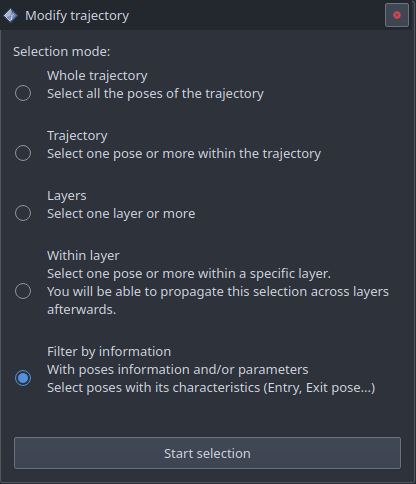 Modify trajectory
Selection mode:
Whole trajectory
Select all the poses of the trajectory
Trajectory
Select one pose or more within the trajectory
Layers
Select one layer or more
Within layer
Select one pose or more within a specific layer.
You will be able to propagate this selection across layers
afterwards.
Filter by information
With poses information and/or parameters
Select poses with its characteristics (Entry, Exit pose...)
Start selection